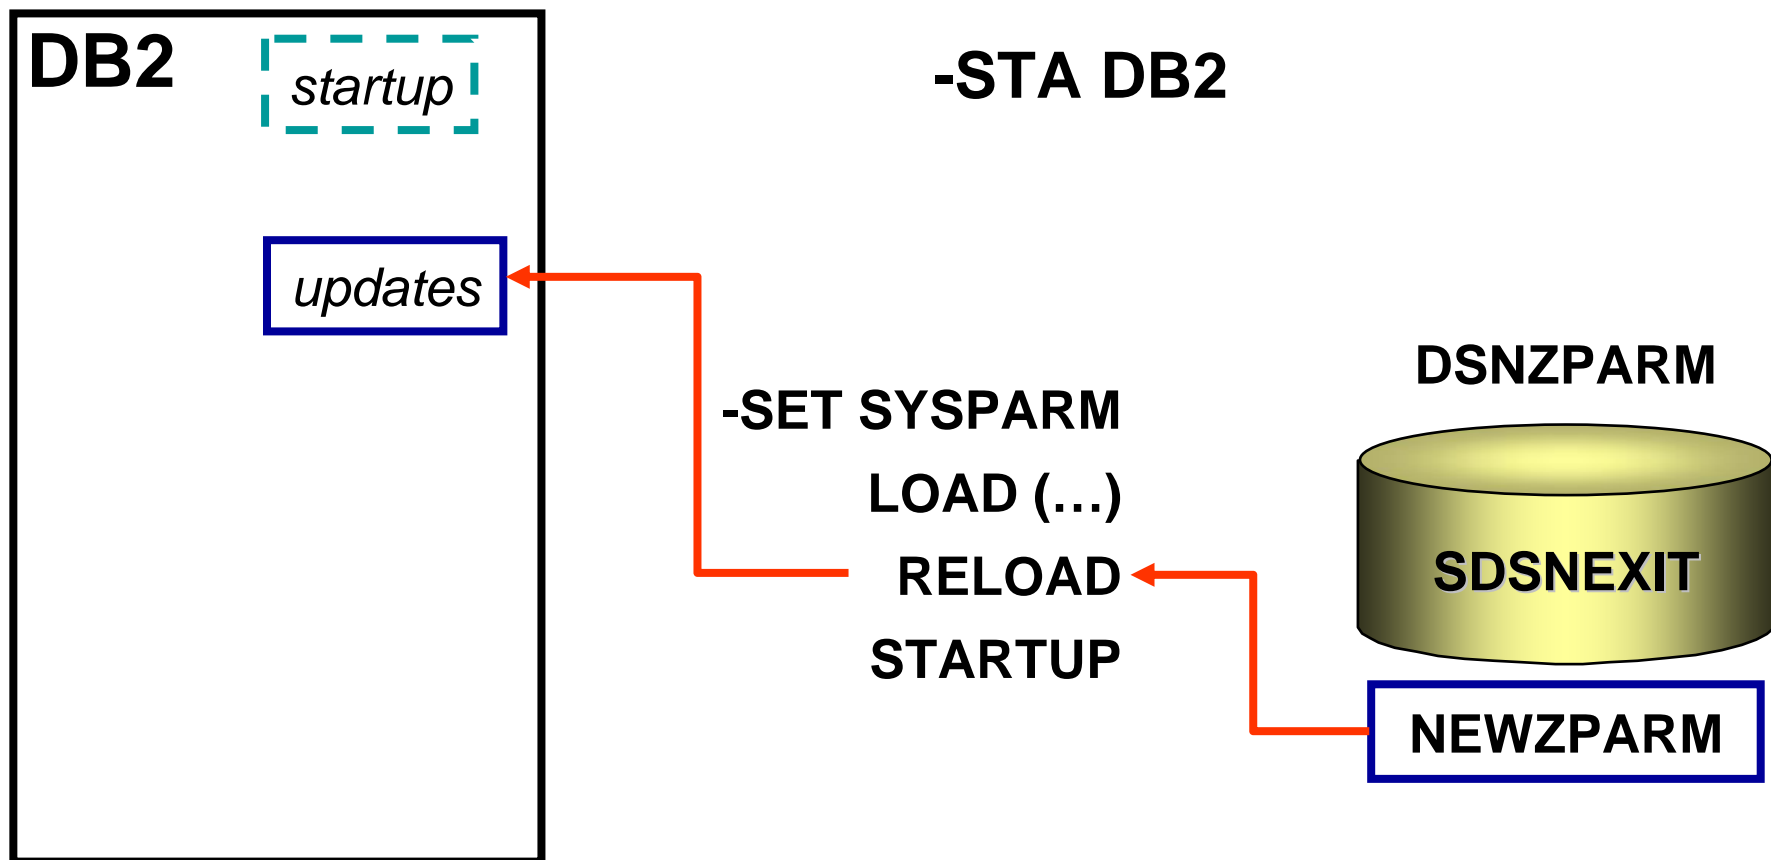 DB2
startup
-STA DB2
updates
DSNZPARM
-SET SYSPARM
LOAD (…)
RELOAD
STARTUP
SDSNEXIT
NEWZPARM